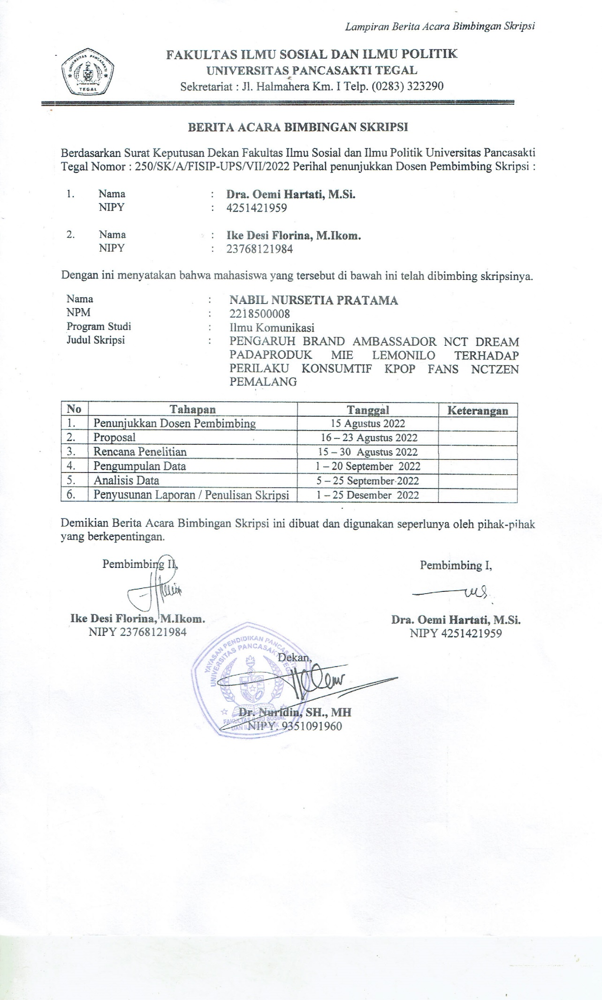 Lampiran Berita Acara Bimbingan Skripsi
UNIVERSITAS PANCASAKTI
TEGAL
FAKULTAS ILMU SOSIAL DAN ILMU POLITIK
UNIVERSITAS PANCASAKTI TEGAL
Sekretariat : Jl. Halmahera Km. I Telp. (0283) 323290
BERITA ACARA BIMBINGAN SKRIPSI
Berdasarkan Surat Keputusan Dekan Fakultas Ilmu Sosial dan Ilmu Politik Universitas Pancasakti
Tegal Nomor : 250/SK/A/FISIP-UPS/VII/2022 Perihal penunjukkan Dosen Pembimbing Skripsi :
1. Nama : Dra. Oemi Hartati, M.Si.
NIPY : 4251421959
2. Nama : Ike Desi Florina, M.Ikom.
NIPY : 23768121984
Dengan ini menyatakan bahwa mahasiswa yang tersebut di bawah ini telah dibimbing skripsinya.
Nama : NABIL NURSETIA PRATAMA
NPM : 2218500008
Program Studi : Ilmu Komunikasi
Judul Skripsi : PENGARUH BRAND AMBASSADOR NCT DREAM
PADAPRODUK MIE LEMONILO TERHADAP
PERILAKU KONSUMTIF KPOP FANS NCTZEN
PEMALANG
No Tahapan Tanggal Keterangan
1. Penunjukkan Dosen Pembimbing 15 Agustus 2022
2. Proposal 16 – 23 Agustus 2022
3. Rencana Penelitian 15 – 30 Agustus 2022
4. Pengumpulan Data 1 – 20 September 2022
5. Analisis Data 5 – 25 September 2022
6. Penyusunan Laporan / Penulisan Skripsi 1 – 25 Desember 2022
Demikian Berita Acara Bimbingan Skripsi ini dibuat dan digunakan seperlunya oleh pihak-pihak
yang berkepentingan.
Pembimbing II, Pembimbing I,
Ike Desi Florina, M.Ikom. Dra. Oemi Hartati, M.Si.
NIPY 23768121984 NIPY 4251421959
YAYASAN PENDIDIKAN PANCASAKTI
UNIVERSITAS PANCASAKTI TEGAL
Dekan,
Dr. Nuridin, SH., MH
FAKULTAS ILMU SOSIAL
DAN ILMU POLITIK
NIPY. 9351091960